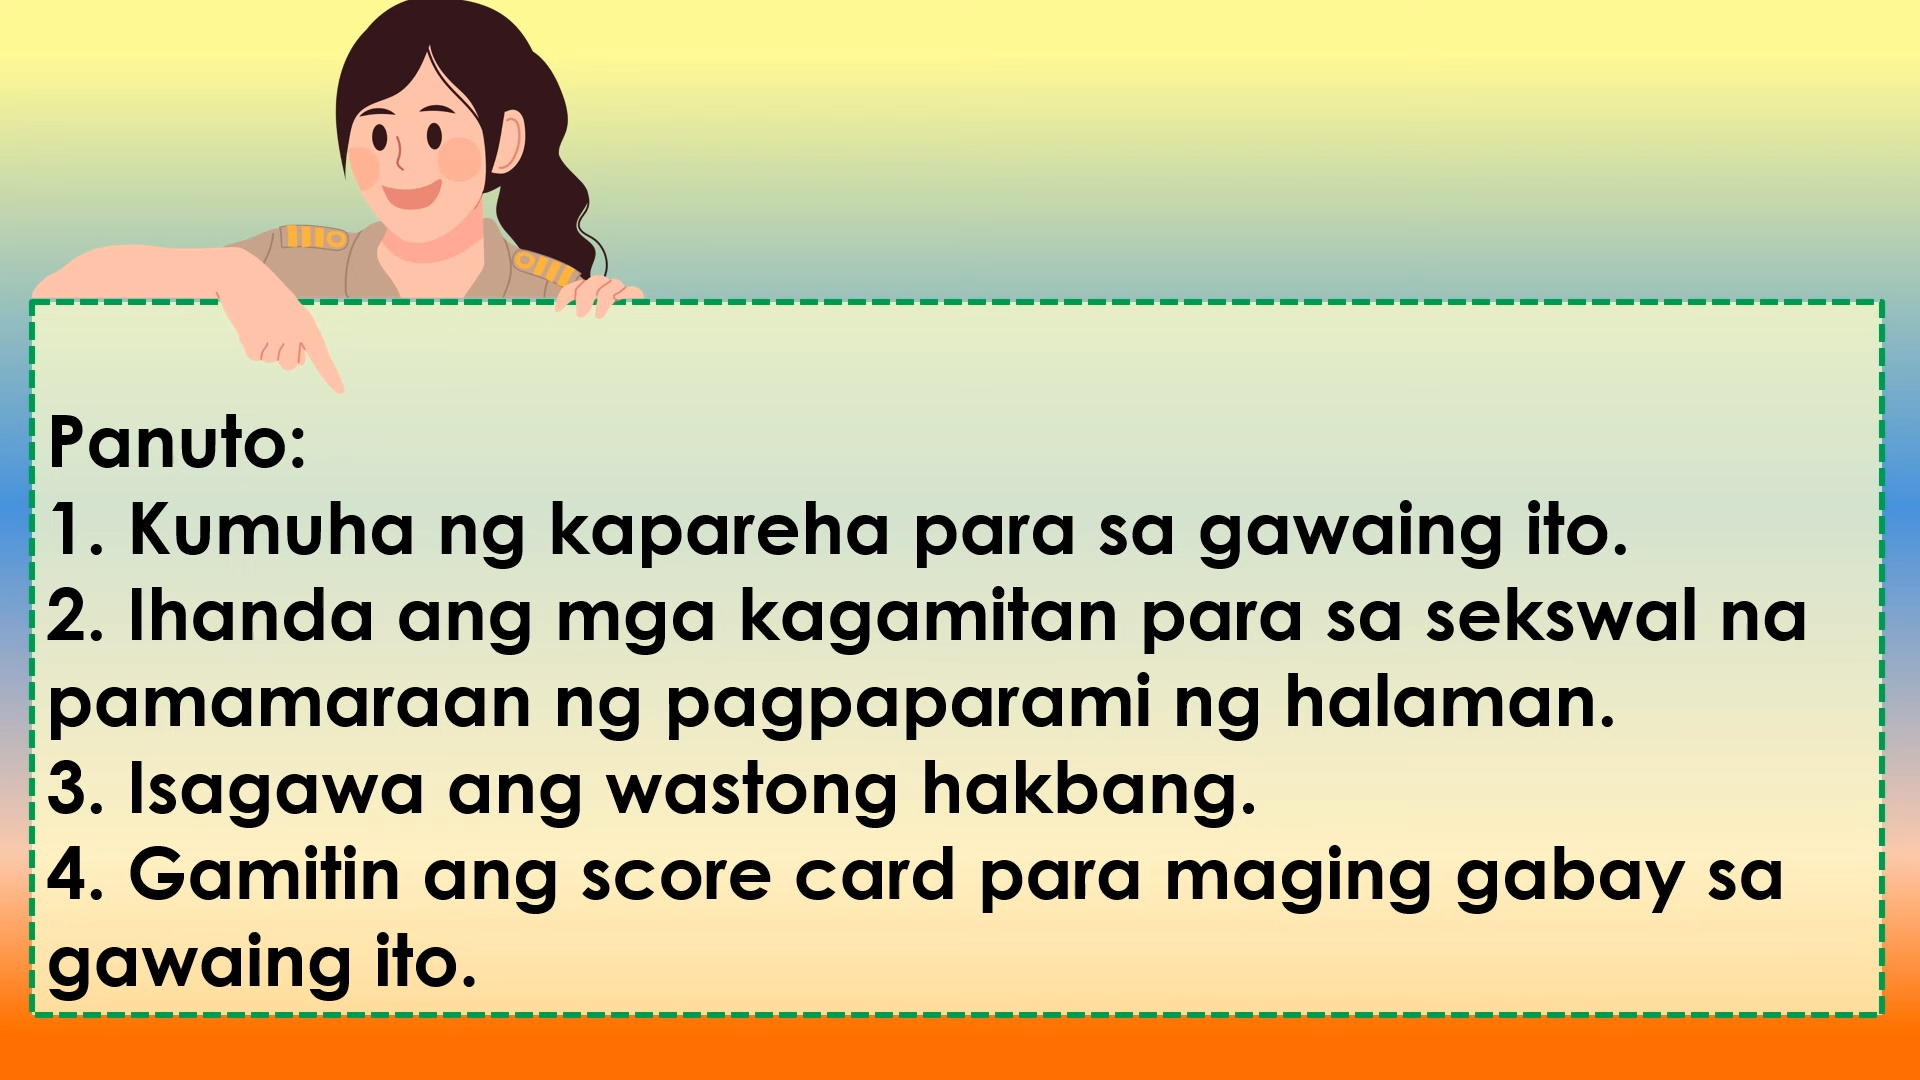 Panuto:
1. Kumuha ng kapareha para sa gawaing ito.
2. Ihanda ang mga kagamitan para sa sekswal na
pamamaraan ng pagpaparami ng halaman.
3. Isagawa ang wastong hakbang.
4. Gamitin ang score card para maging gabay sa
gawaing ito.